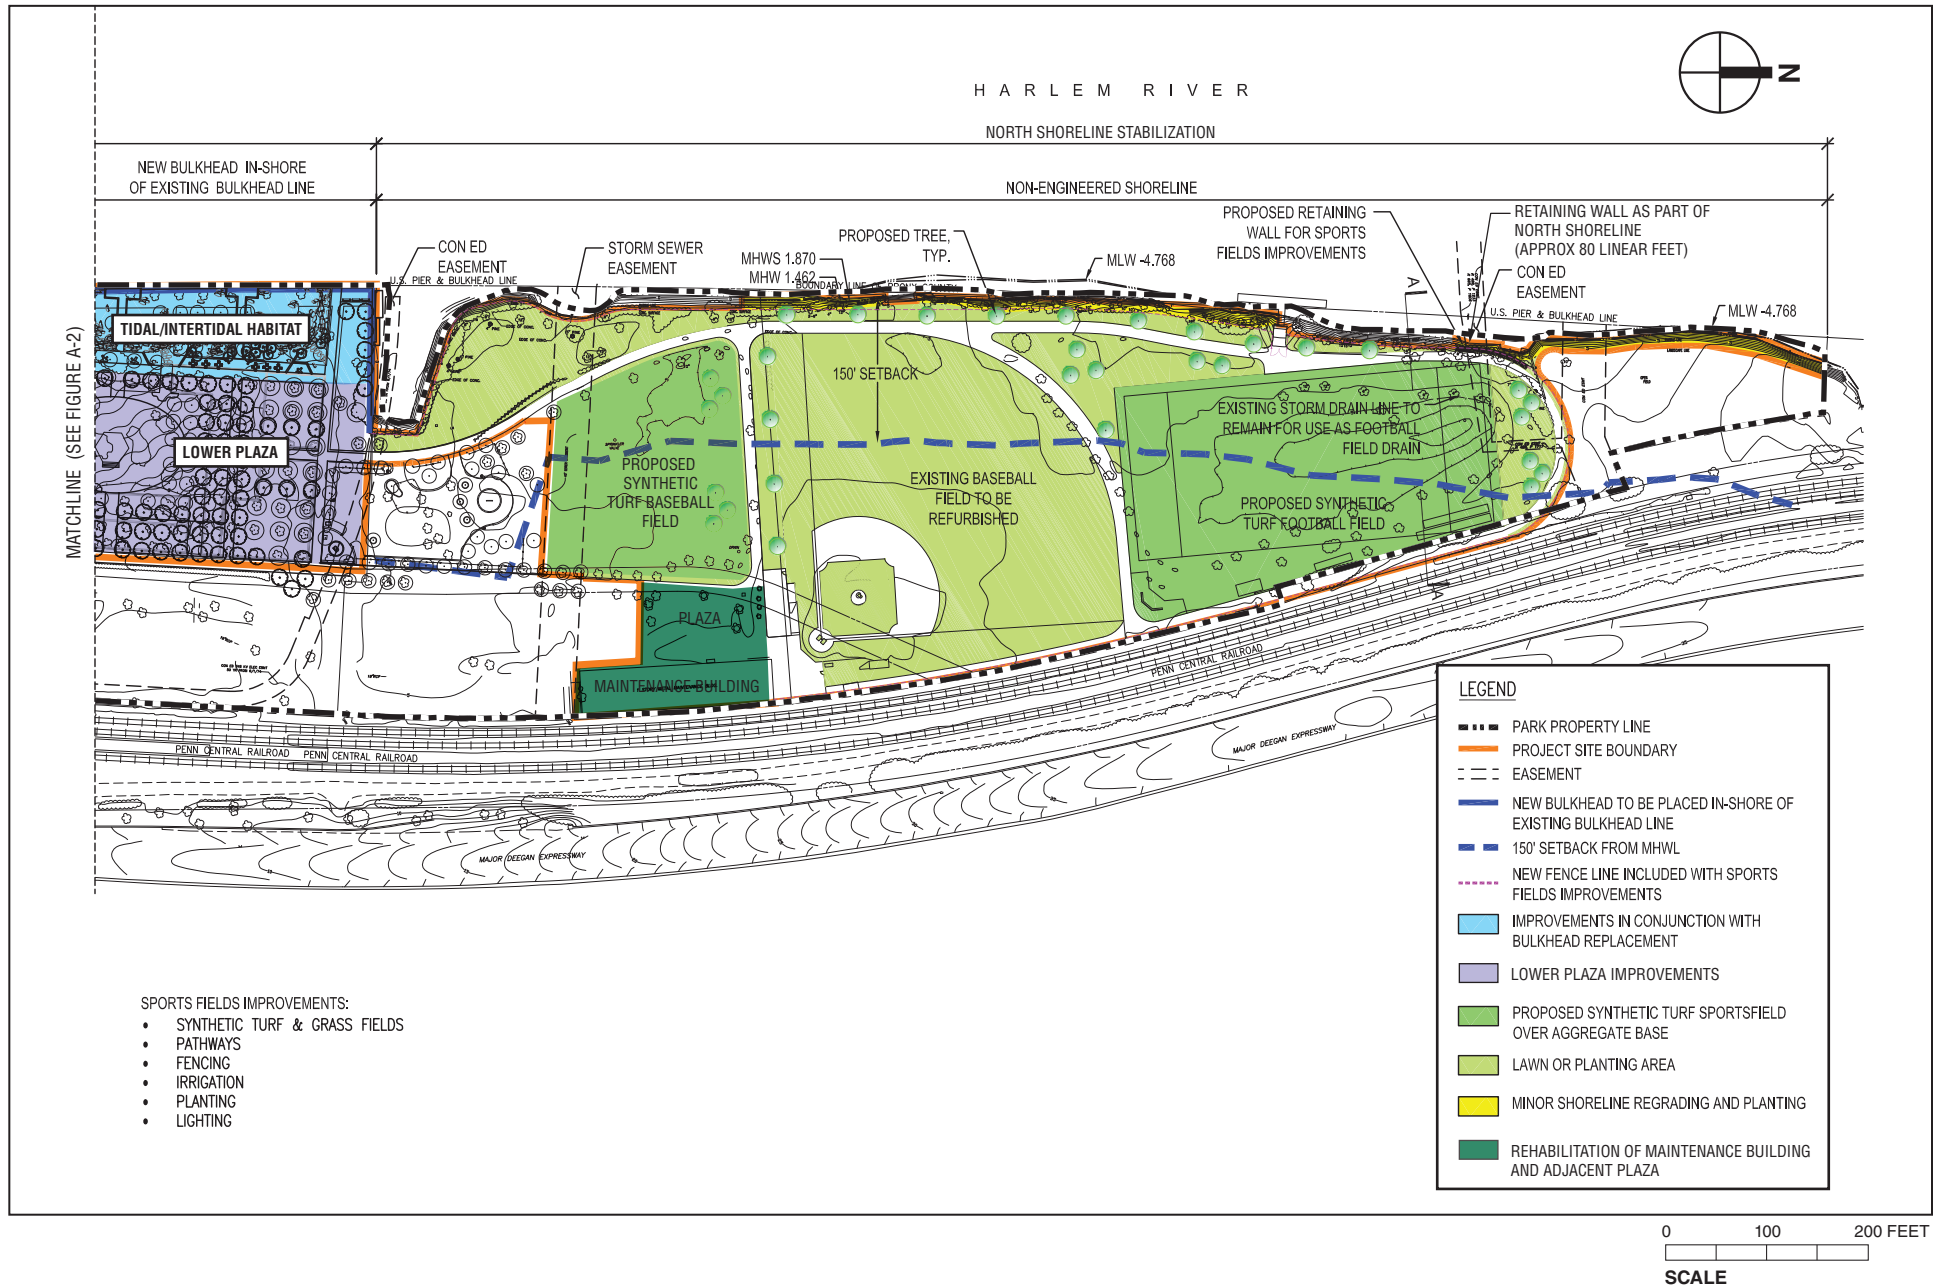 HARLEM RIVER
N
NORTH SHORELINE STABILIZATION
NEW BULKHEAD IN-SHORE
OF EXISTING BULKHEAD LINE
NON-ENGINEERED SHORELINE
CON ED
EASEMENT
STORM SEWER
EASEMENT
U.S. PIER & BULKHEAD LINE
MHWS 1.870
MHW 1.462
PROPOSED TREE,
TYP.
MLW -4.768
PROPOSED RETAINING
WALL FOR SPORTS
FIELDS IMPROVEMENTS
RETAINING WALL AS PART OF
NORTH SHORELINE
(APPROX 80 LINEAR FEET)
CON ED
EASEMENT
U.S. PIER & BULKHEAD LINE
MLW -4.768
A
MATCHLINE (SEE FIGURE A-2)
TIDAL/INTERTIDAL HABITAT
LOWER PLAZA
150' SETBACK
PROPOSED
SYNTHETIC
TURF BASEBALL
FIELD
EXISTING BASEBALL
FIELD TO BE
REFURBISHED
EXISTING STORM DRAIN LINE TO
REMAIN FOR USE AS FOOTBALL
FIELD DRAIN
PROPOSED SYNTHETIC
TURF FOOTBALL FIELD
A
PLAZA
MAINTENANCE BUILDING
PENN CENTRAL RAILROAD
PENN CENTRAL RAILROAD
PENN CENTRAL RAILROAD
MAJOR DEEGAN EXPRESSWAY
MAJOR DEEGAN EXPRESSWAY
LEGEND
PARK PROPERTY LINE
PROJECT SITE BOUNDARY
EASEMENT
NEW BULKHEAD TO BE PLACED IN-SHORE OF
EXISTING BULKHEAD LINE
150' SETBACK FROM MHWL
NEW FENCE LINE INCLUDED WITH SPORTS
FIELDS IMPROVEMENTS
IMPROVEMENTS IN CONJUNCTION WITH
BULKHEAD REPLACEMENT
LOWER PLAZA IMPROVEMENTS
PROPOSED SYNTHETIC TURF SPORTSFIELD
OVER AGGREGATE BASE
LAWN OR PLANTING AREA
MINOR SHORELINE REGRADING AND PLANTING
REHABILITATION OF MAINTENANCE BUILDING
AND ADJACENT PLAZA
SPORTS FIELDS IMPROVEMENTS:
• SYNTHETIC TURF & GRASS FIELDS
• PATHWAYS
• FENCING
• IRRIGATION
• PLANTING
• LIGHTING
0 100 200 FEET
SCALE